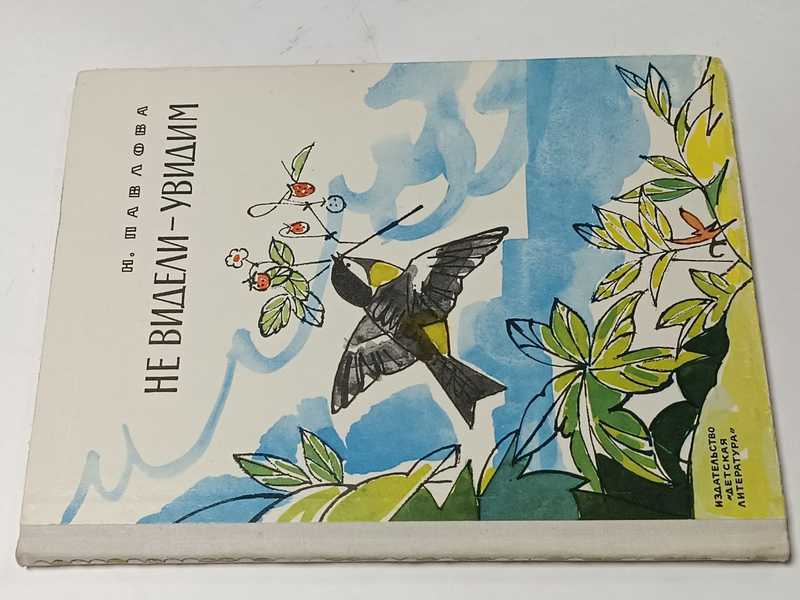 Н. ПАВЛОВА
НЕ ВИДЕЛИ – УВИДИМ
ИЗДАТЕЛЬСТВО
"ДЕТСКАЯ
ЛИТЕРАТУРА"